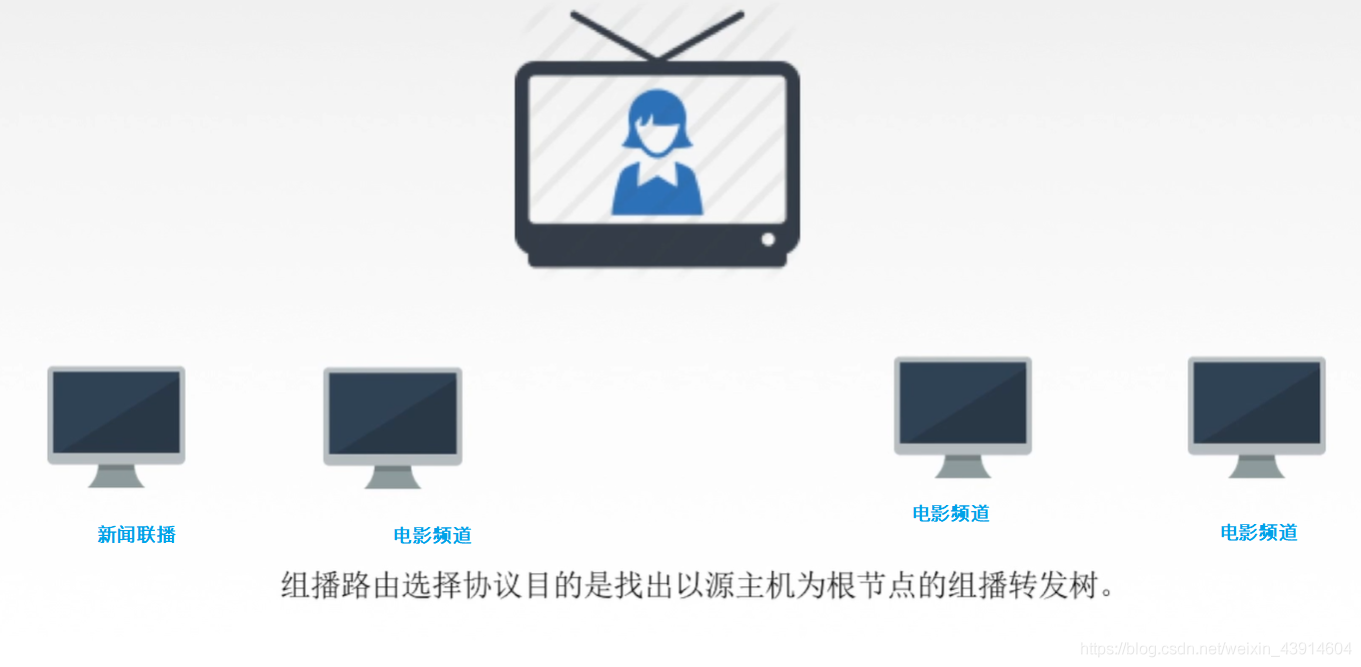 新闻联播
电影频道
电影频道
电影频道
组播路由选择协议目的是找出以源主机为根节点的组播转发树。
https://blog.csdn.net/weixin_43914604